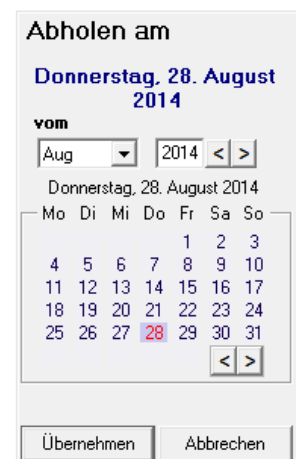 Abholen am
Donnerstag, 28. August
2014
vom
Aug 2014 < >
Donnerstag, 28. August 2014
Mo Di Mi Do Fr Sa So
1 2 3
4 5 6 7 8 9 10
11 12 13 14 15 16 17
18 19 20 21 22 23 24
25 26 27 28 29 30 31
< >
Übernehmen Abbrechen